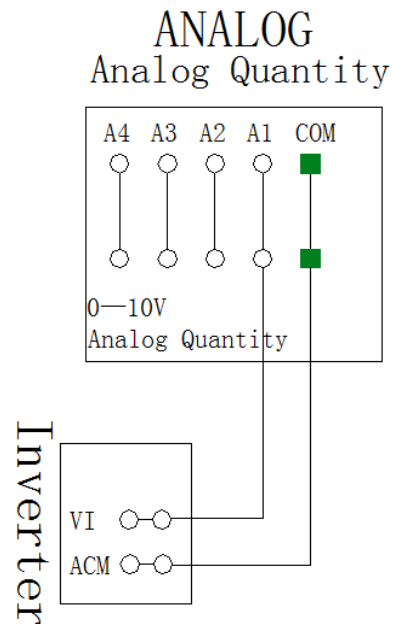 ANALOG
Analog Quantity
A4 A3 A2 A1 COM
0—10V
Analog Quantity
Inverter
VI
ACM